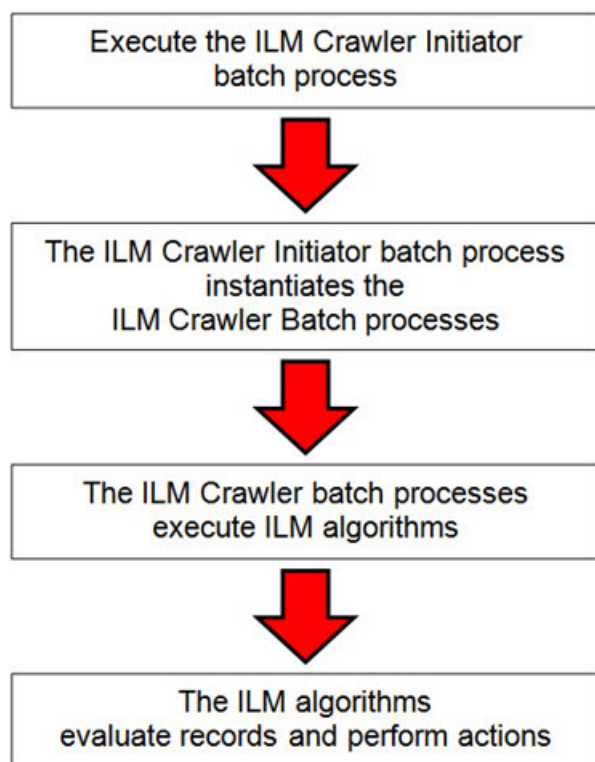 Execute the ILM Crawler Initiator
batch process
The ILM Crawler Initiator batch process
instantiates the
ILM Crawler Batch processes
The ILM Crawler batch processes
execute ILM algorithms
The ILM algorithms
evaluate records and perform actions